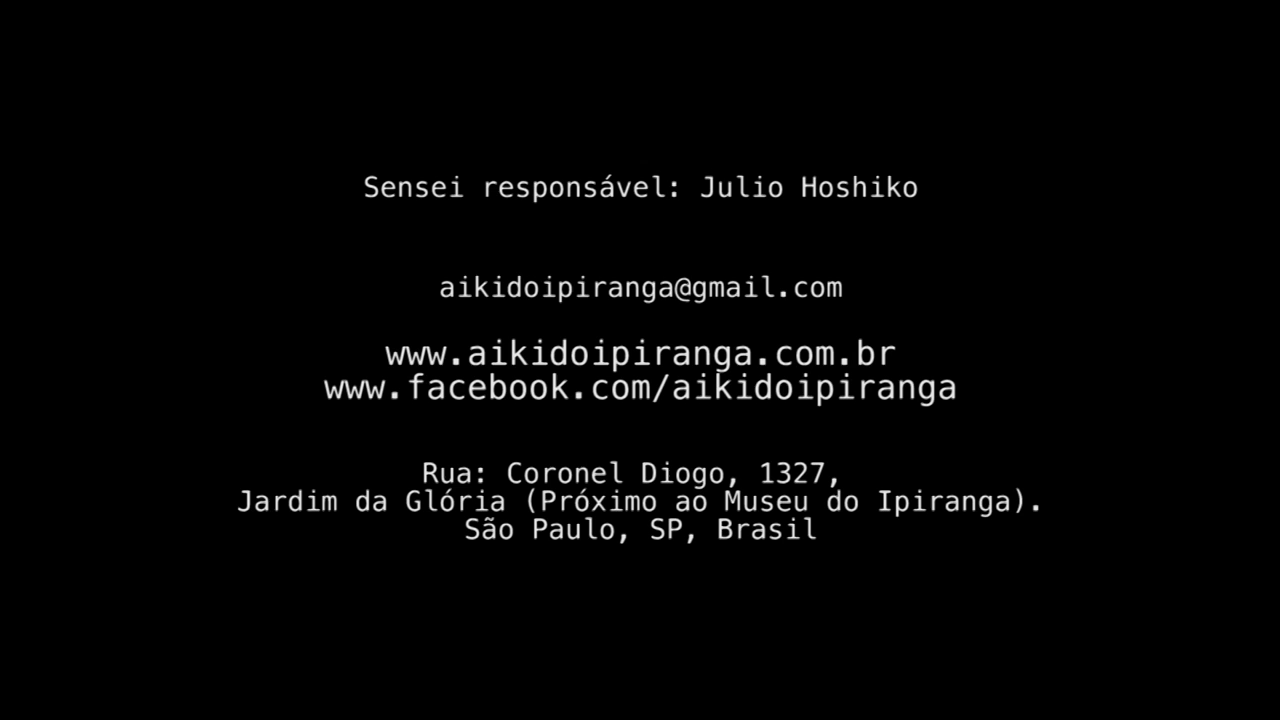 Sensei responsável: Julio Hoshiko
aikidoipiranga@gmail.com
www.aikidoipiranga.com.br
www.facebook.com/aikidoipiranga
Rua: Coronel Diogo, 1327,
Jardim da Glória (Próximo ao Museu do Ipiranga).
São Paulo, SP, Brasil